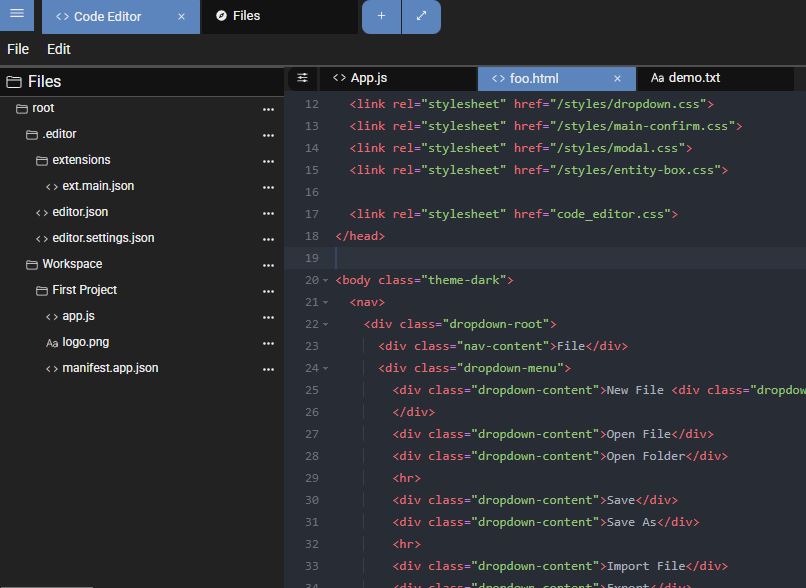 Code Editor × Files +
File Edit
Files
root
.editor
extensions
ext.main.json
editor.json
editor.settings.json
Workspace
First Project
app.js
Aa logo.png
manifest.app.json
<> App.js <> foo.html × Aa demo.txt
12 <link rel="stylesheet" href="/styles/dropdown.css">
13 <link rel="stylesheet" href="/styles/main-confirm.css">
14 <link rel="stylesheet" href="/styles/modal.css">
15 <link rel="stylesheet" href="/styles/entity-box.css">
16
17 <link rel="stylesheet" href="code_editor.css">
18 </head>
19
20 <body class="theme-dark">
21 <nav>
22 <div class="dropdown-root">
23 <div class="nav-content">File</div>
24 <div class="dropdown-menu">
25 <div class="dropdown-content">New File <div class="dropdow
26 </div>
27 <div class="dropdown-content">Open File</div>
28 <div class="dropdown-content">Open Folder</div>
29 <hr>
30 <div class="dropdown-content">Save</div>
31 <div class="dropdown-content">Save As</div>
32 <hr>
33 <div class="dropdown-content">Import File</div>
34 <div class="dropdown-content">Export</div>